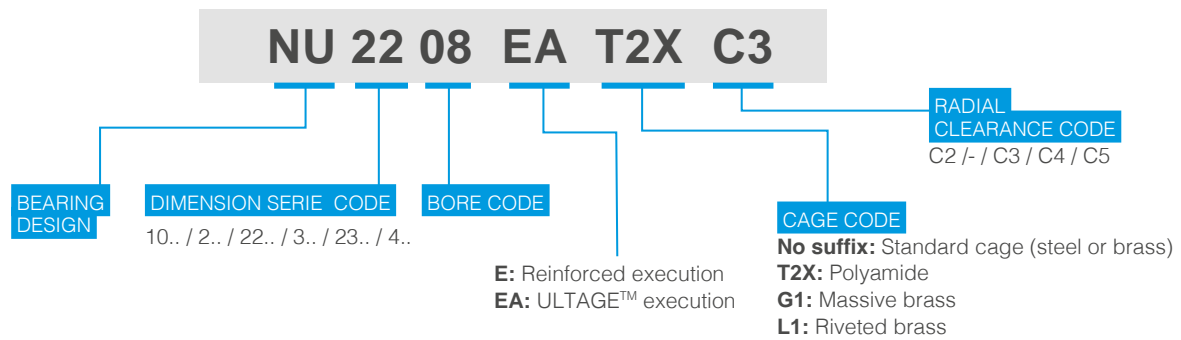 NU 22 08 EA T2X C3
RADIAL
CLEARANCE CODE
C2 /- / C3 / C4 / C5
BEARING
DESIGN
DIMENSION SERIE CODE
10.. / 2.. / 22.. / 3.. / 23.. / 4..
BORE CODE
E: Reinforced execution
EA: ULTAGE™ execution
CAGE CODE
No suffix: Standard cage (steel or brass)
T2X: Polyamide
G1: Massive brass
L1: Riveted brass